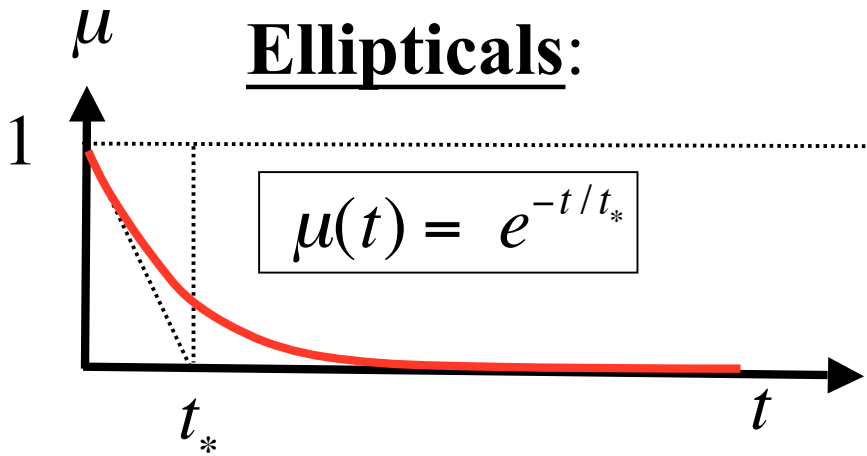 μ
Ellipticals:
1
μ(t) = e^{-t/t_*}
t_*
t